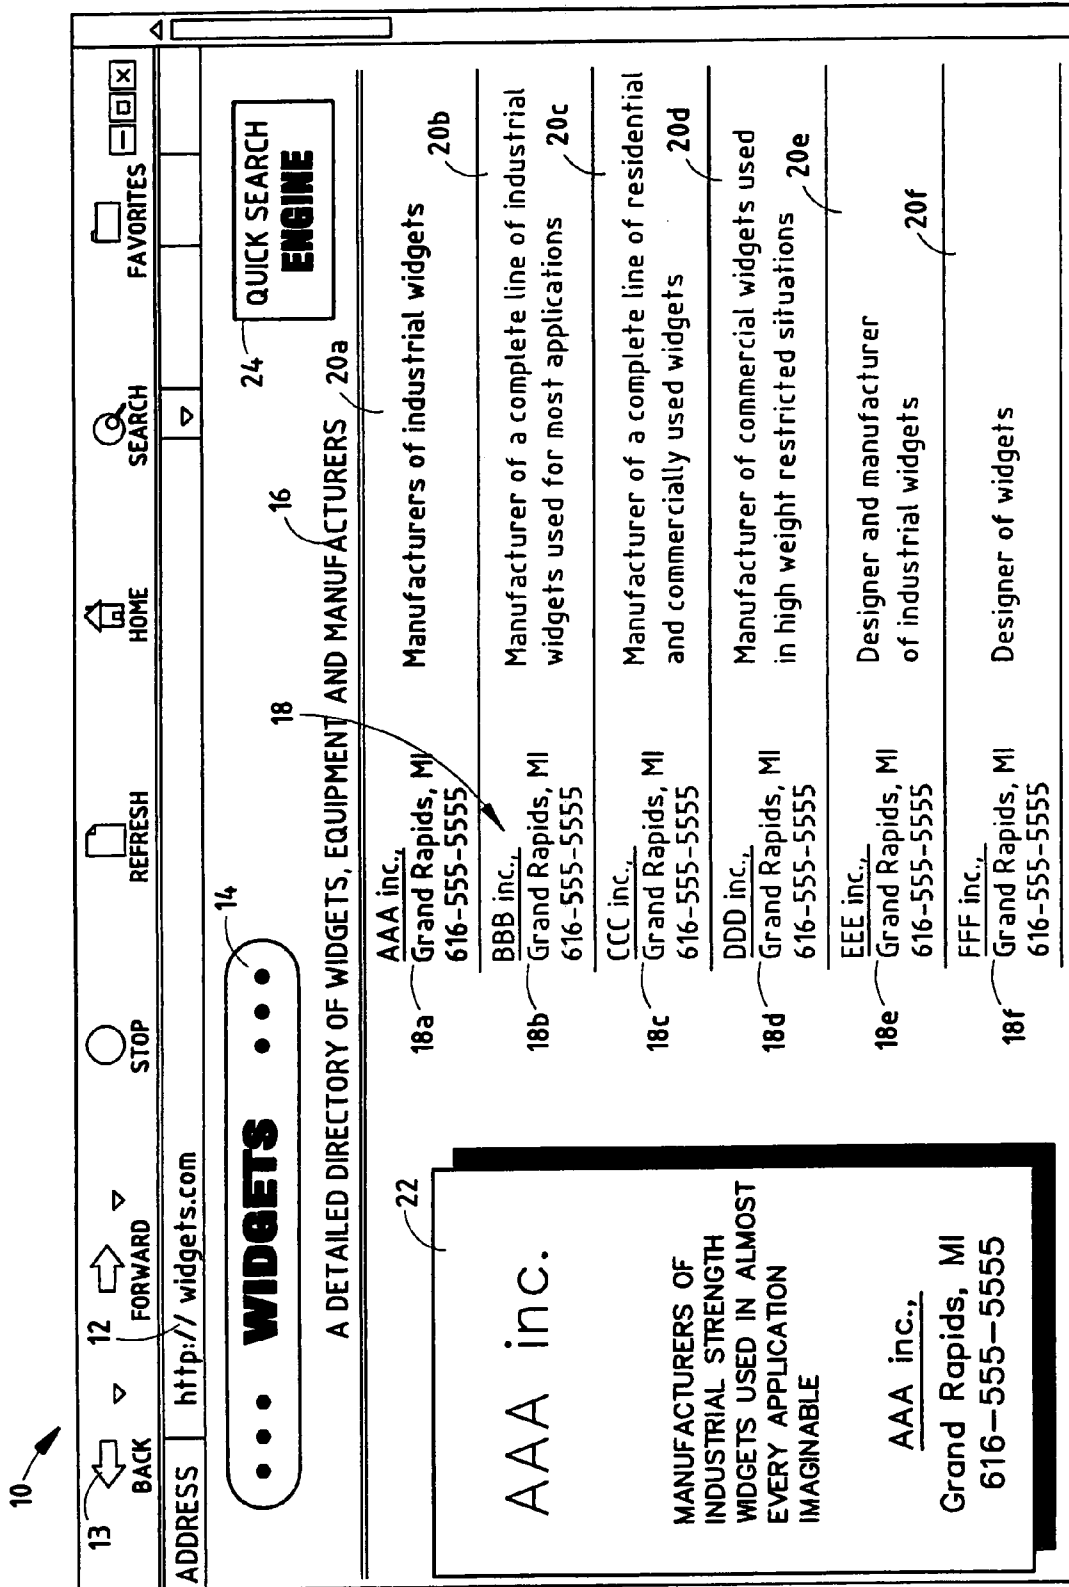 10
13
12
BACK
FORWARD
STOP
REFRESH
HOME
SEARCH
FAVORITES
ADDRESS
http:// widgets.com
WIDGETS
14
24
QUICK SEARCH
ENGINE
A DETAILED DIRECTORY OF WIDGETS, EQUIPMENT AND MANUFACTURERS
16
18
22
AAA inc.
MANUFACTURERS OF
INDUSTRIAL STRENGTH
WIDGETS USED IN ALMOST
EVERY APPLICATION
IMAGINABLE
AAA inc.,
Grand Rapids, MI
616-555-5555
18a
AAA inc.,
Grand Rapids, MI
616-555-5555
Manufacturers of industrial widgets
20a
18b
BBB inc.,
Grand Rapids, MI
616-555-5555
Manufacturer of a complete line of industrial
widgets used for most applications
20b
18c
CCC inc.,
Grand Rapids, MI
616-555-5555
Manufacturer of a complete line of residential
and commercially used widgets
20c
18d
DDD inc.,
Grand Rapids, MI
616-555-5555
Manufacturer of commercial widgets used
in high weight restricted situations
20d
18e
EEE inc.,
Grand Rapids, MI
616-555-5555
Designer and manufacturer
of industrial widgets
20e
18f
FFF inc.,
Grand Rapids, MI
616-555-5555
Designer of widgets
20f